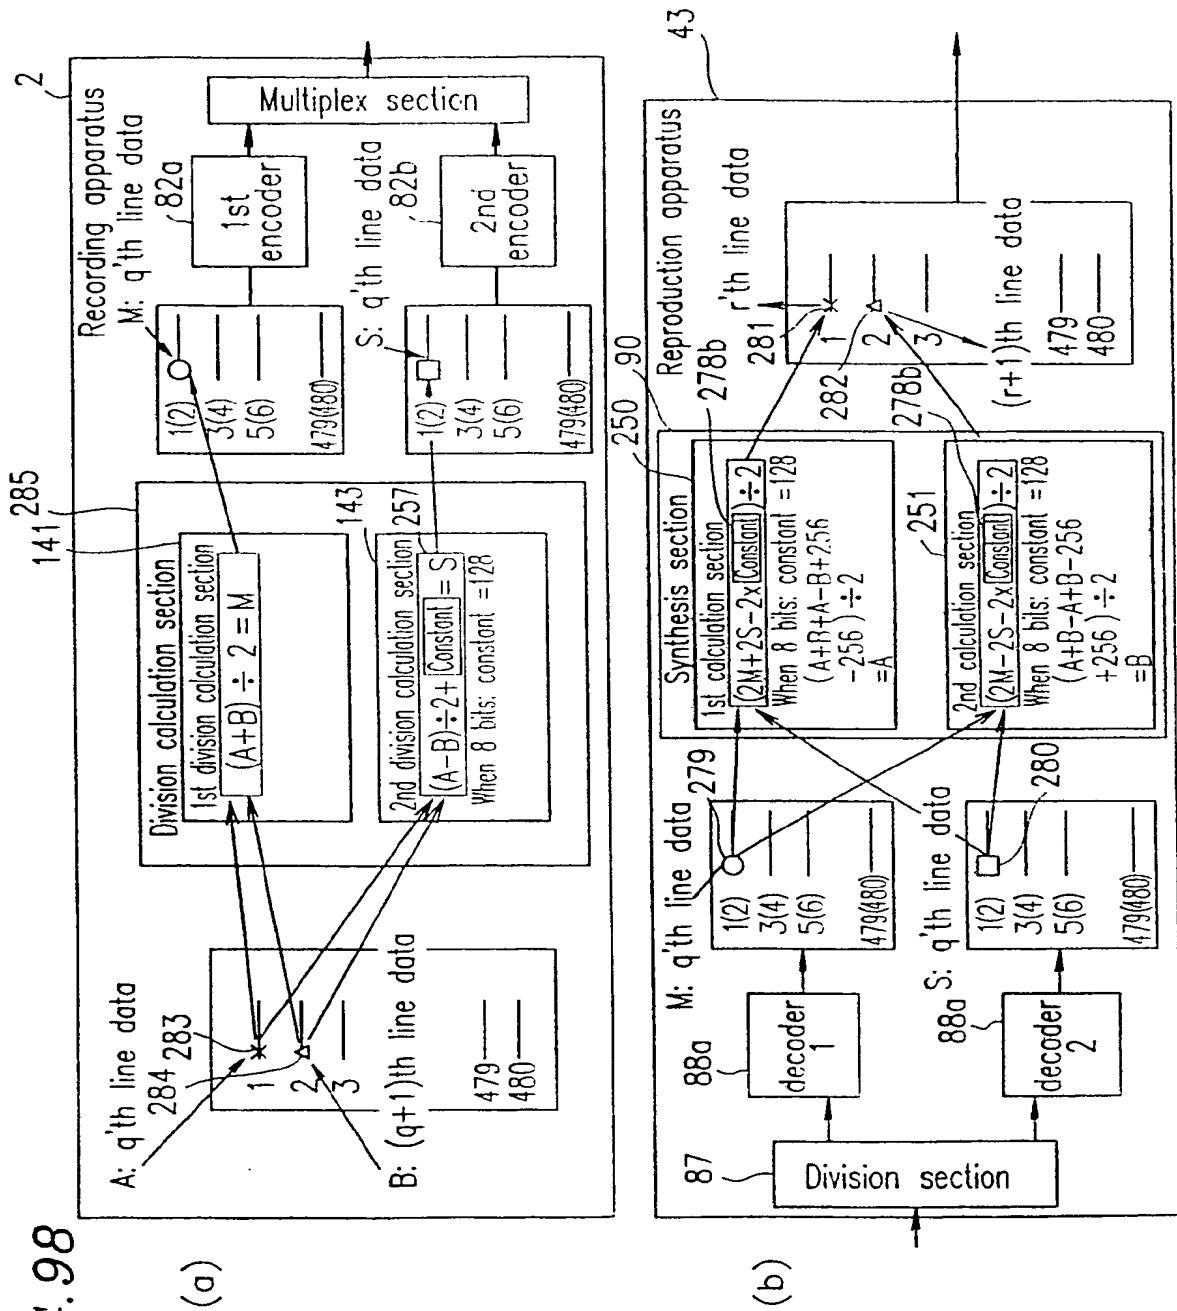 .98
(a)
Recording apparatus
2
A: q'th line data
283
284
1
2
3
479
480
B: (q+1)th line data
285
141
Division calculation section
1st division calculation section
(A+B) ÷ 2 = M
143
2nd division calculation section
257
(A−B)÷2+ Constant = S
When 8 bits: constant =128
M: q'th line data
1(2)
3(4)
5(6)
479(480)
82a
1st encoder
S: q'th line data
1(2)
3(4)
5(6)
479(480)
82b
2nd encoder
Multiplex section
(b)
Reproduction apparatus
43
87
Division section
88a
decoder 1
88a
decoder 2
M: q'th line data
279
1(2)
3(4)
5(6)
479(480)
S: q'th line data
280
1(2)
3(4)
5(6)
479(480)
90
Synthesis section
250
1st calculation section
278b
(2M+2S−2x Constant )÷2
When 8 bits: constant =128
(A+B+A−B+256
−256) ÷2
=A
251
2nd calculation section
278b
(2M−2S−2x Constant )÷2
When 8 bits: constant =128
(A+B−A+B−256
+256) ÷2
=B
281
r'th line data
1
282
2
3
(r+1)th line data
479
480